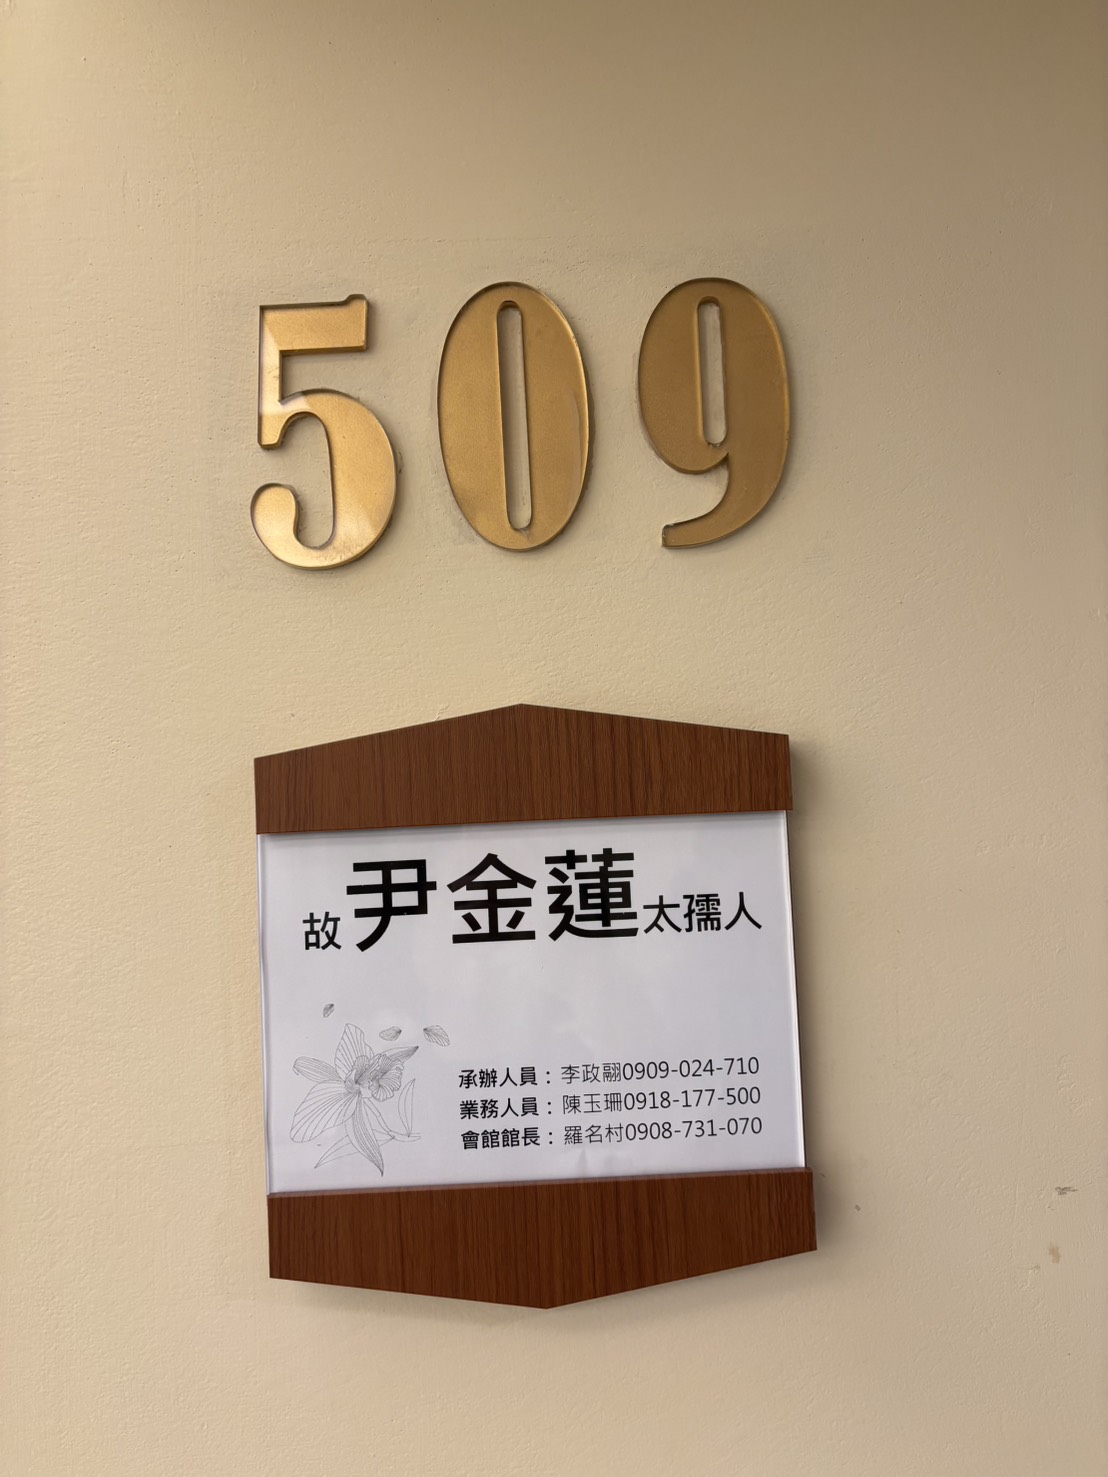 509
故尹金蓮太孺人
承辦人員：李政翮0909-024-710
業務人員：陳玉珊0918-177-500
會館館長：羅名村0908-731-070